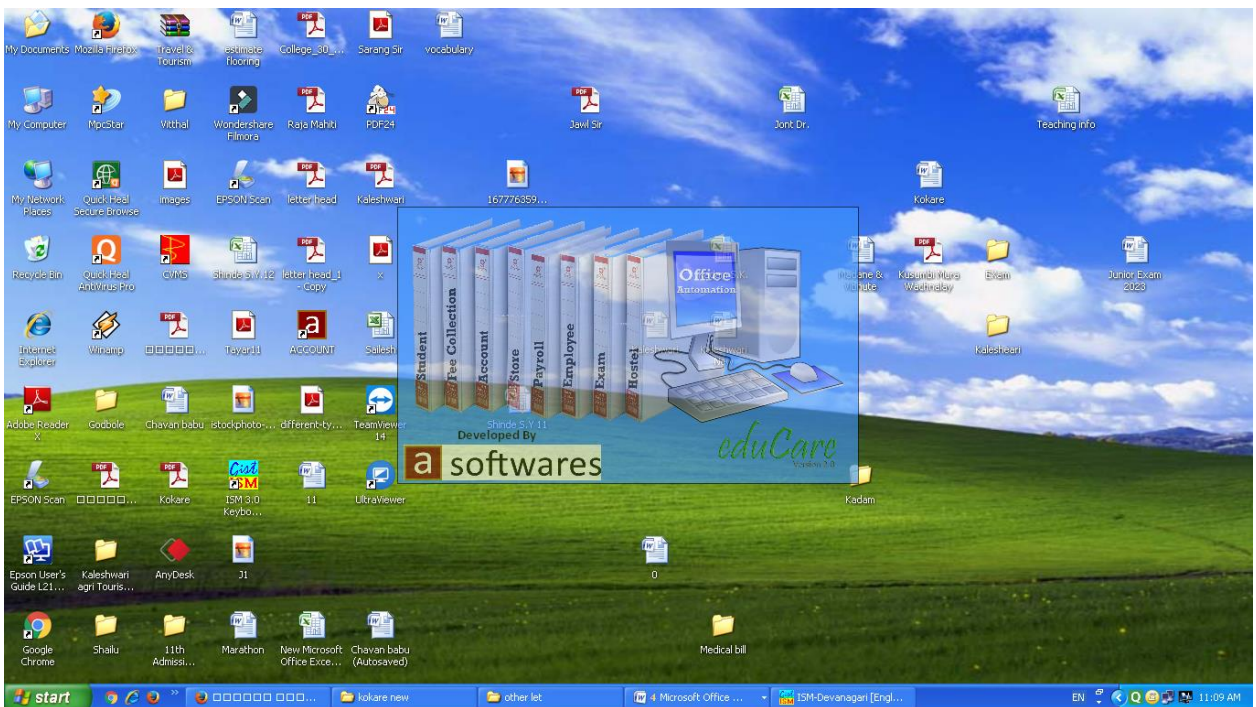 My Documents
Mozilla Firefox
Travel &
Tourism
estimate
flooring
College_30_...
Sarang Sir
vocabulary
My Computer
MpcStar
Vitthal
Wondershare
Filmora
Raja Mahiti
PDF24
Jawl Sir
Jont Dr.
Teaching info
My Network
Places
Quick Heal
Secure Browse
images
EPSON Scan
letter head
Kaleshwari
167776359...
Kokare
Recycle Bin
Quick Heal
AntiVirus Pro
CVMS
Shinde S.Y.12
letter head_1
- Copy
x
Kusumdi Mura
Wadhnalay
Exam
Junior Exam
2023
Internet
Explorer
Winamp
Tayar11
ACCOUNT
Sailesh
Kalesheari
Student
Fee Collection
Account
Store
Payroll
Employee
Exam
Hostel
Office
Automation
Adobe Reader
X
Godbole
Chavan babu
istockphoto-...
different-ty...
TeamViewer
14
Shinde S.Y 11
Developed By
a softwares
eduCare
Version 2.0
EPSON Scan
Kokare
ISM 3.0
Keybo...
11
UltraViewer
Kadam
Epson User's
Guide L21...
Kaleshwari
agri Touris...
AnyDesk
J1
0
Google
Chrome
Shailu
11th
Admissi...
Marathon
New Microsoft
Office Exce...
Chavan babu
(Autosaved)
Medical bill
start
kokare new
other let
4 Microsoft Office ...
ISM-Devanagari [Engl...
EN
11:09 AM